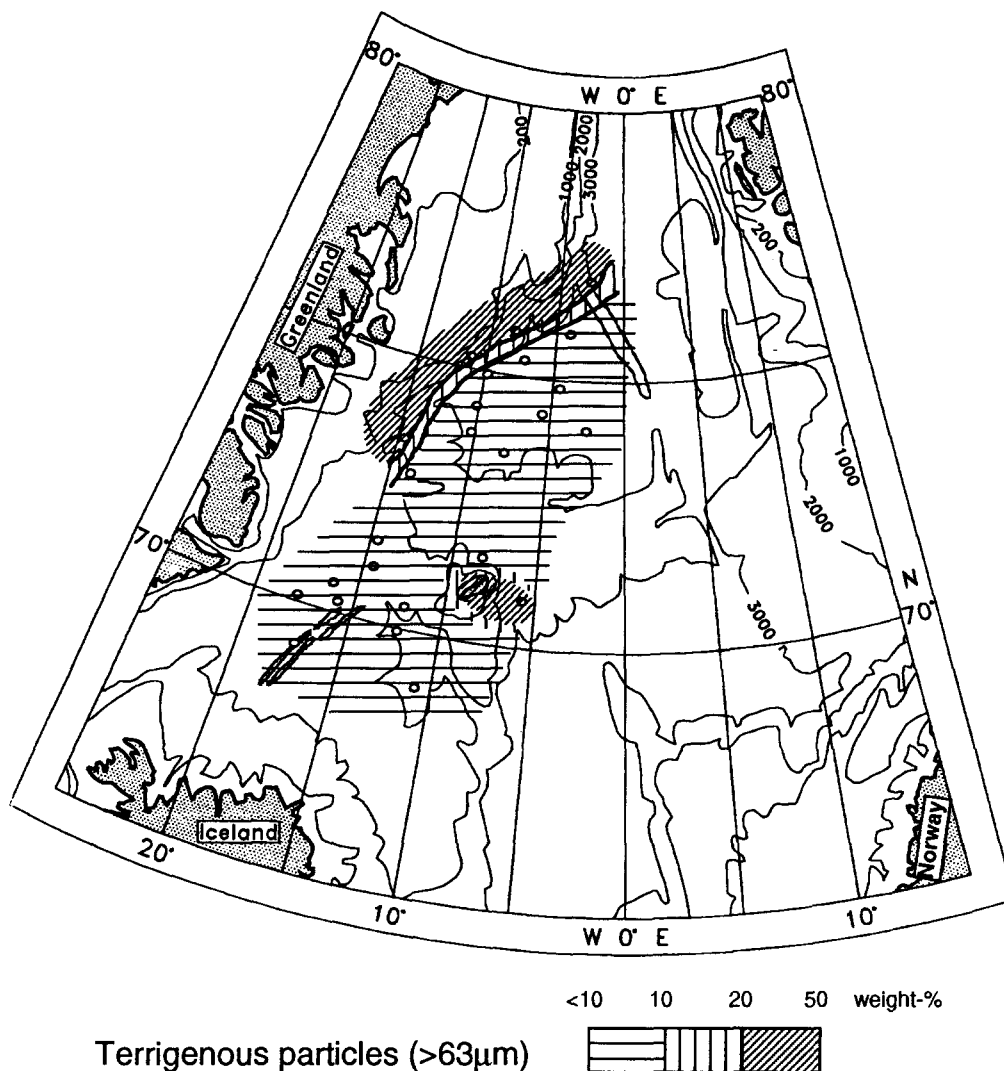 W 0° E
80°
80°
200
1000
2000
3000
200
Greenland
1000
2000
70°
N
70°
3000
Iceland
Norway
20°
10°
10°
W 0° E
<10 10 20 50 weight-%
Terrigenous particles (>63µm)